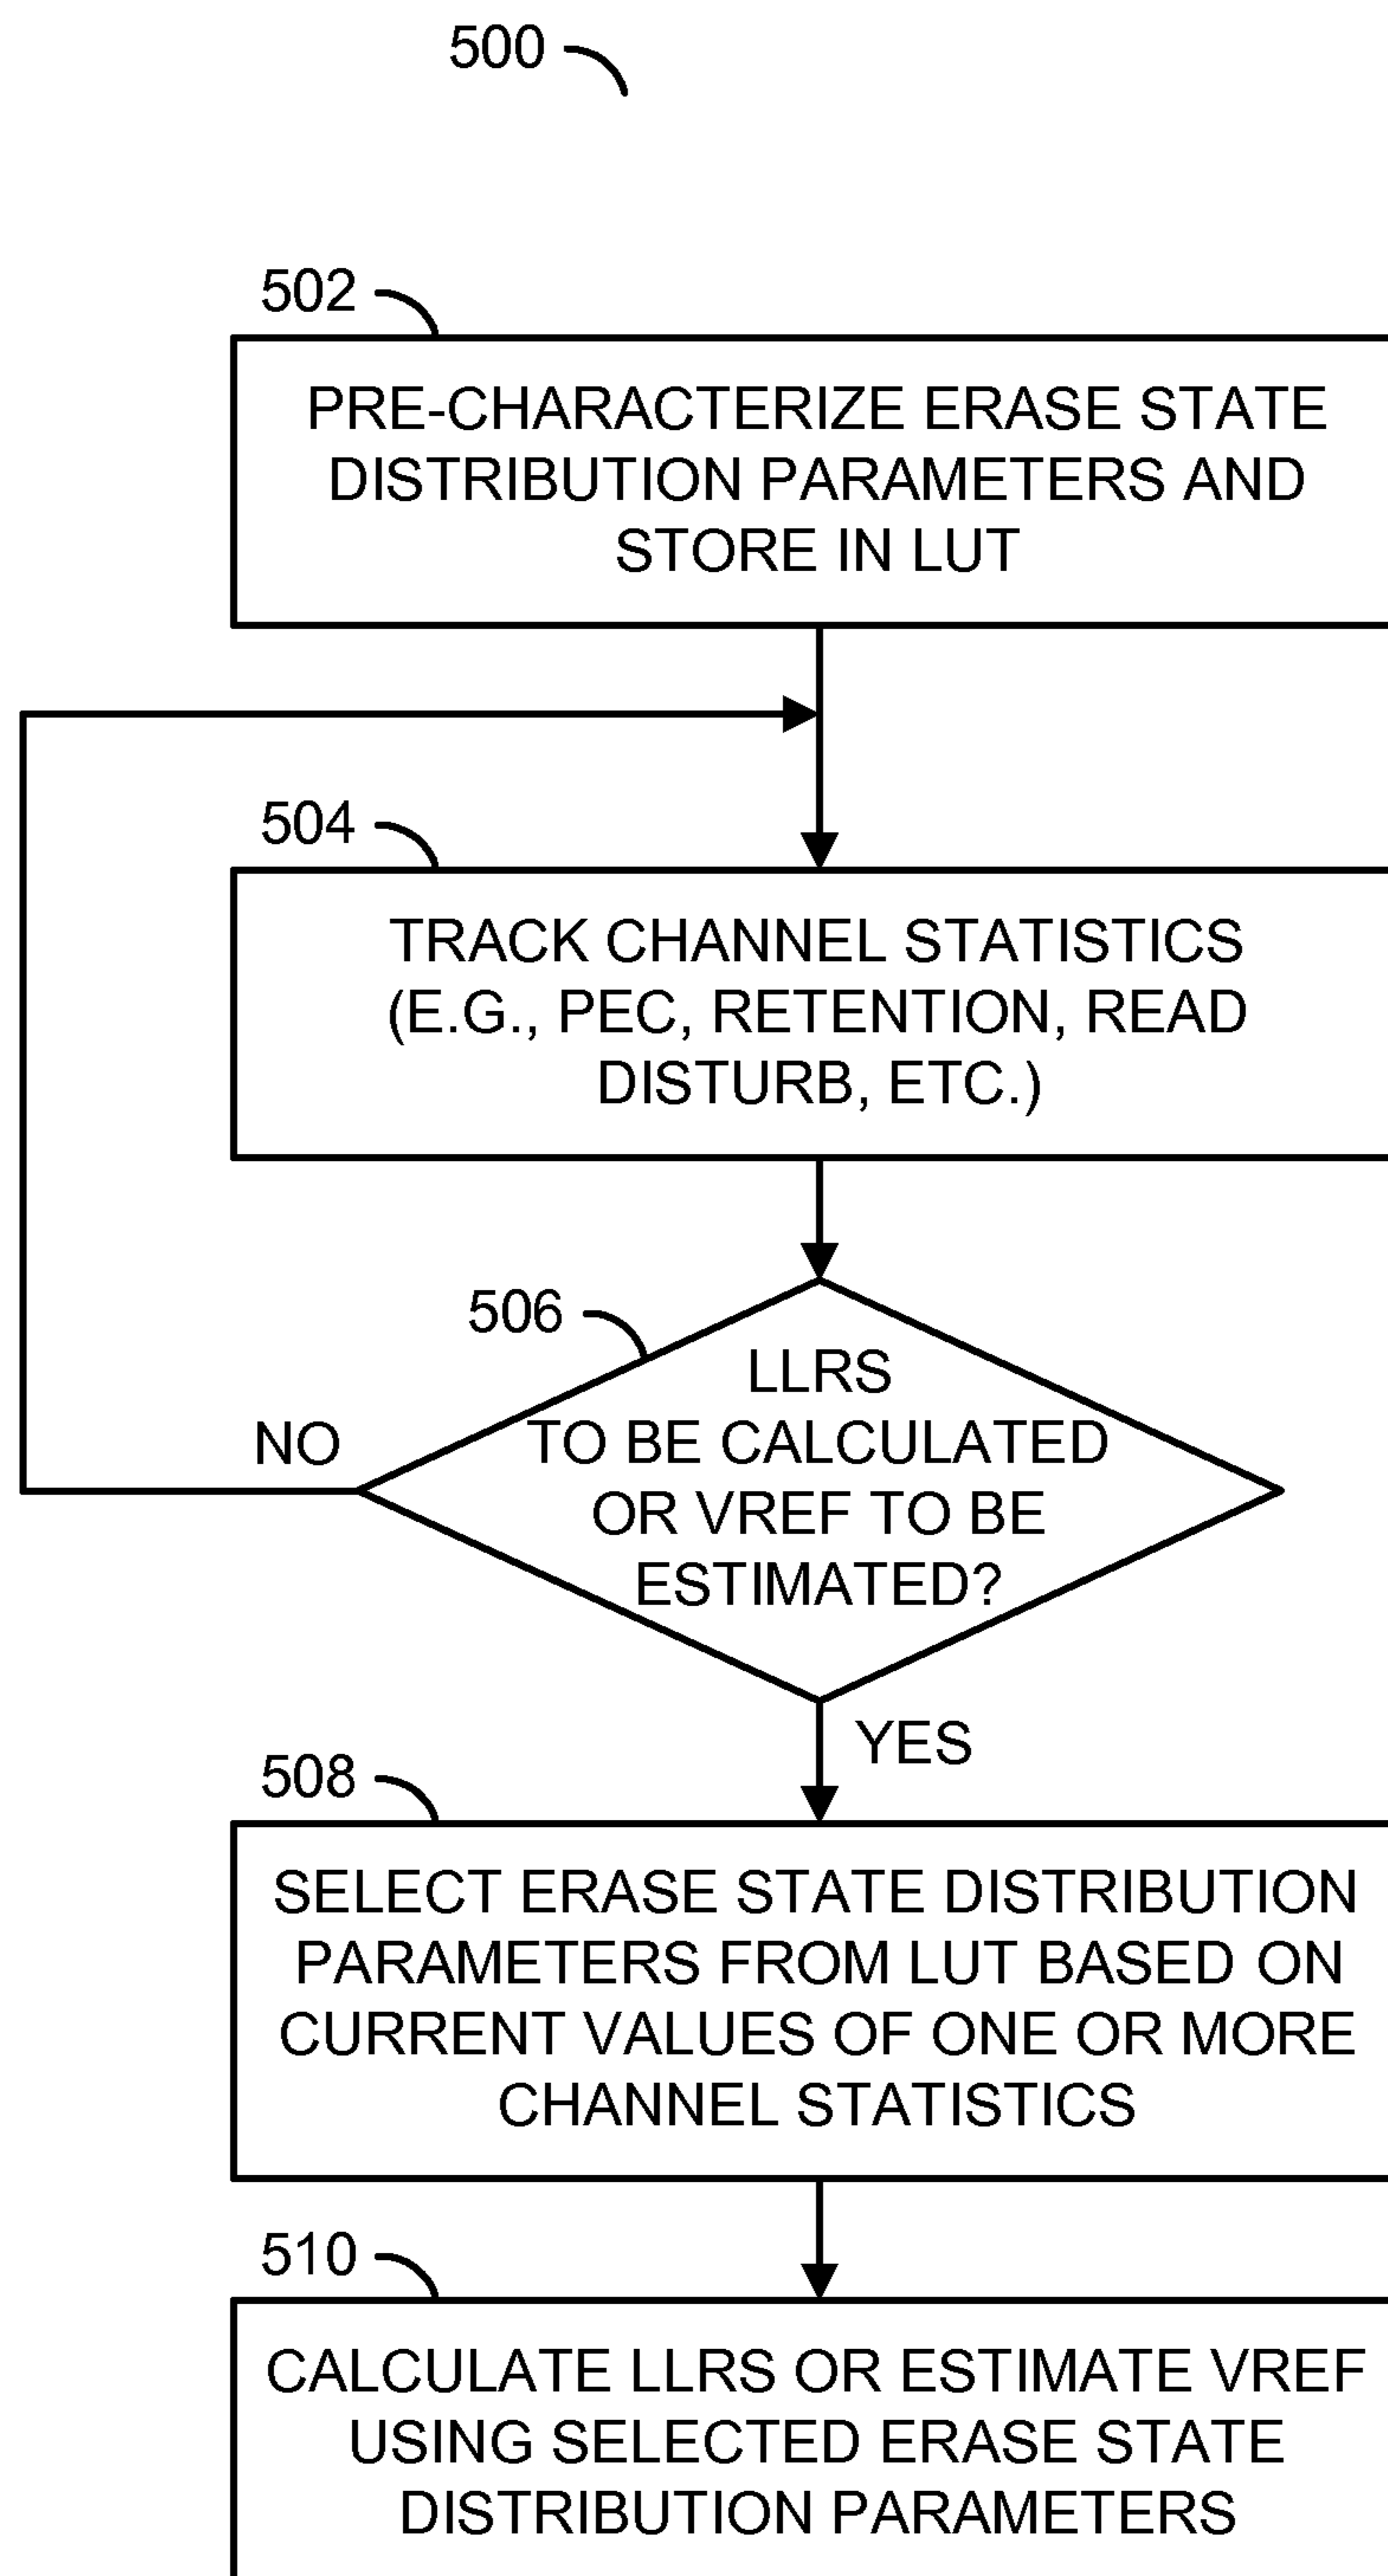 500
502
PRE-CHARACTERIZE ERASE STATE
DISTRIBUTION PARAMETERS AND
STORE IN LUT
504
TRACK CHANNEL STATISTICS
(E.G., PEC, RETENTION, READ
DISTURB, ETC.)
506
LLRS
TO BE CALCULATED
OR VREF TO BE
ESTIMATED?
NO
YES
508
SELECT ERASE STATE DISTRIBUTION
PARAMETERS FROM LUT BASED ON
CURRENT VALUES OF ONE OR MORE
CHANNEL STATISTICS
510
CALCULATE LLRS OR ESTIMATE VREF
USING SELECTED ERASE STATE
DISTRIBUTION PARAMETERS